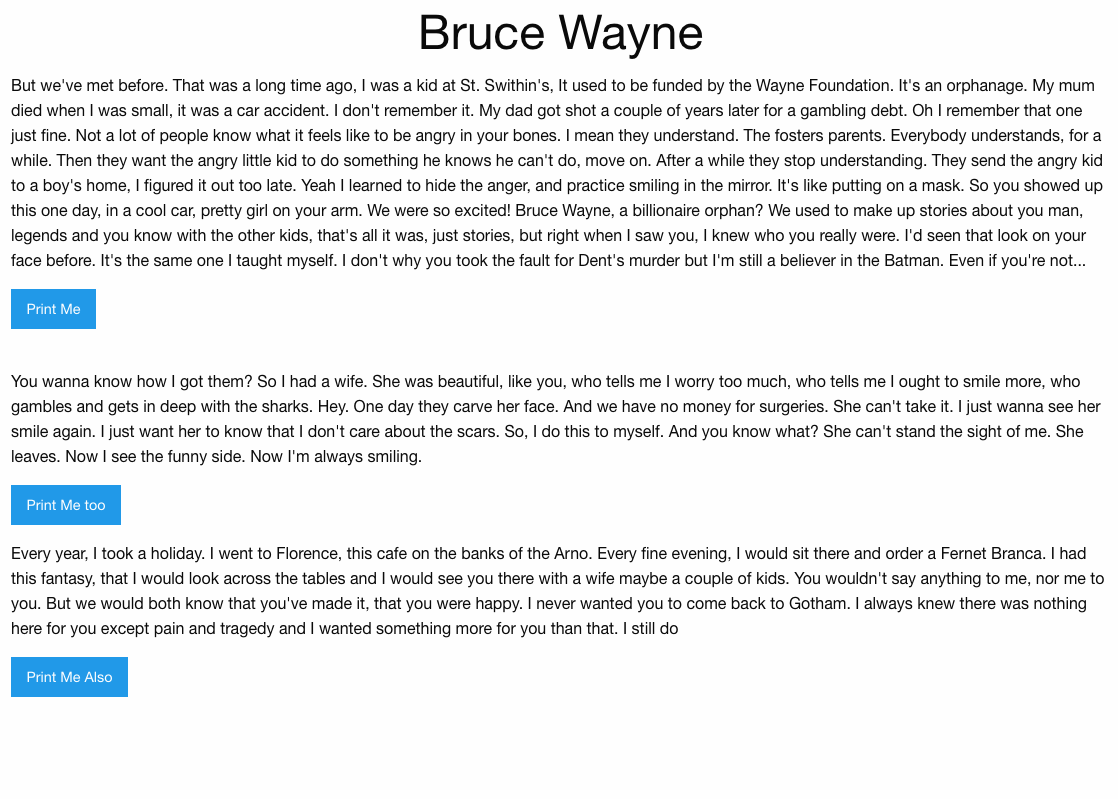 Bruce Wayne
But we've met before. That was a long time ago, I was a kid at St. Swithin's, It used to be funded by the Wayne Foundation. It's an orphanage. My mum
died when I was small, it was a car accident. I don't remember it. My dad got shot a couple of years later for a gambling debt. Oh I remember that one
just fine. Not a lot of people know what it feels like to be angry in your bones. I mean they understand. The fosters parents. Everybody understands, for a
while. Then they want the angry little kid to do something he knows he can't do, move on. After a while they stop understanding. They send the angry kid
to a boy's home, I figured it out too late. Yeah I learned to hide the anger, and practice smiling in the mirror. It's like putting on a mask. So you showed up
this one day, in a cool car, pretty girl on your arm. We were so excited! Bruce Wayne, a billionaire orphan? We used to make up stories about you man,
legends and you know with the other kids, that's all it was, just stories, but right when I saw you, I knew who you really were. I'd seen that look on your
face before. It's the same one I taught myself. I don't why you took the fault for Dent's murder but I'm still a believer in the Batman. Even if you're not...
Print Me
You wanna know how I got them? So I had a wife. She was beautiful, like you, who tells me I worry too much, who tells me I ought to smile more, who
gambles and gets in deep with the sharks. Hey. One day they carve her face. And we have no money for surgeries. She can't take it. I just wanna see her
smile again. I just want her to know that I don't care about the scars. So, I do this to myself. And you know what? She can't stand the sight of me. She
leaves. Now I see the funny side. Now I'm always smiling.
Print Me too
Every year, I took a holiday. I went to Florence, this cafe on the banks of the Arno. Every fine evening, I would sit there and order a Fernet Branca. I had
this fantasy, that I would look across the tables and I would see you there with a wife maybe a couple of kids. You wouldn't say anything to me, nor me to
you. But we would both know that you've made it, that you were happy. I never wanted you to come back to Gotham. I always knew there was nothing
here for you except pain and tragedy and I wanted something more for you than that. I still do
Print Me Also